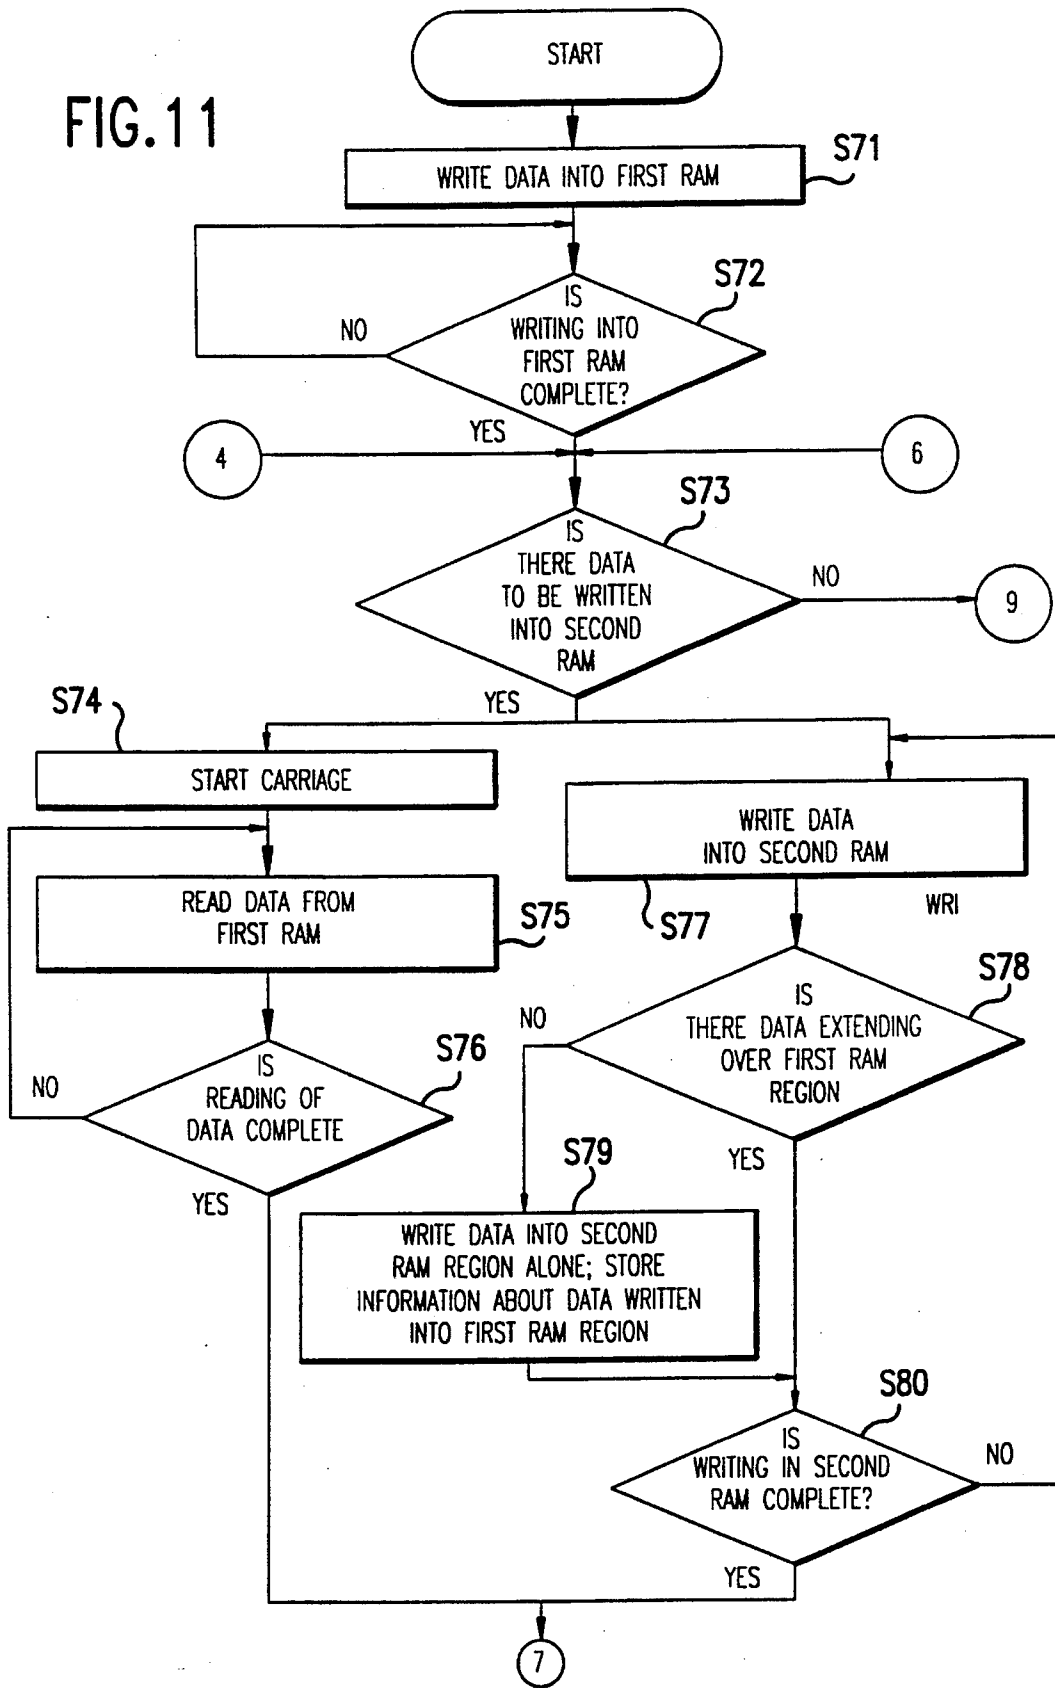 START
FIG.11
S71
WRITE DATA INTO FIRST RAM
S72
IS
WRITING INTO
FIRST RAM
COMPLETE?
NO
YES
4
6
S73
IS
THERE DATA
TO BE WRITTEN
INTO SECOND
RAM
NO
9
YES
S74
START CARRIAGE
WRITE DATA
INTO SECOND RAM
READ DATA FROM
FIRST RAM
S75
S77
WRI
S78
IS
THERE DATA EXTENDING
OVER FIRST RAM
REGION
NO
S76
IS
READING OF
DATA COMPLETE
NO
YES
YES
S79
WRITE DATA INTO SECOND
RAM REGION ALONE; STORE
INFORMATION ABOUT DATA WRITTEN
INTO FIRST RAM REGION
S80
IS
WRITING IN SECOND
RAM COMPLETE?
NO
YES
7